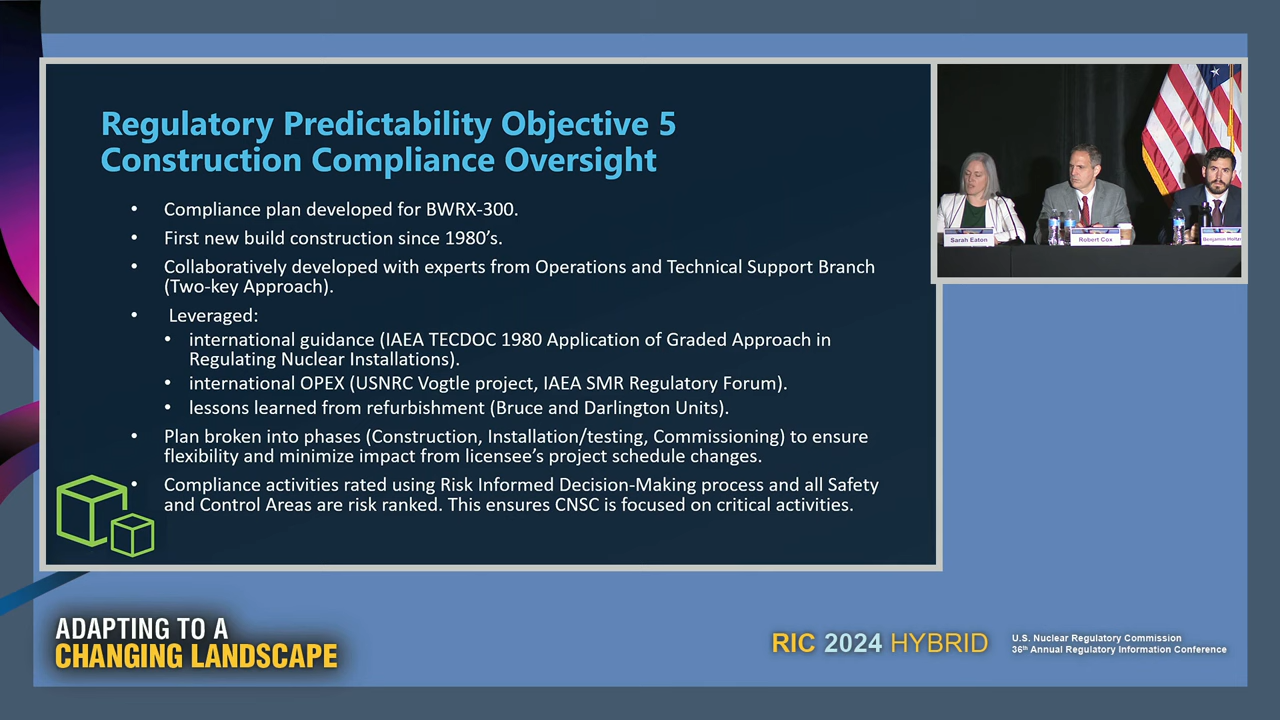 Regulatory Predictability Objective 5
Construction Compliance Oversight
• Compliance plan developed for BWRX-300.
• First new build construction since 1980's.
• Collaboratively developed with experts from Operations and Technical Support Branch
(Two-key Approach).
• Leveraged:
• international guidance (IAEA TECDOC 1980 Application of Graded Approach in
Regulating Nuclear Installations).
• international OPEX (USNRC Vogtle project, IAEA SMR Regulatory Forum).
• lessons learned from refurbishment (Bruce and Darlington Units).
• Plan broken into phases (Construction, Installation/testing, Commissioning) to ensure
flexibility and minimize impact from licensee's project schedule changes.
• Compliance activities rated using Risk Informed Decision-Making process and all Safety
and Control Areas are risk ranked. This ensures CNSC is focused on critical activities.
Sarah Eaton
Robert Cox
Benjamin
ADAPTING TO A
CHANGING LANDSCAPE
RIC 2024 HYBRID
U.S. Nuclear Regulatory Commission
36th Annual Regulatory Information Conference